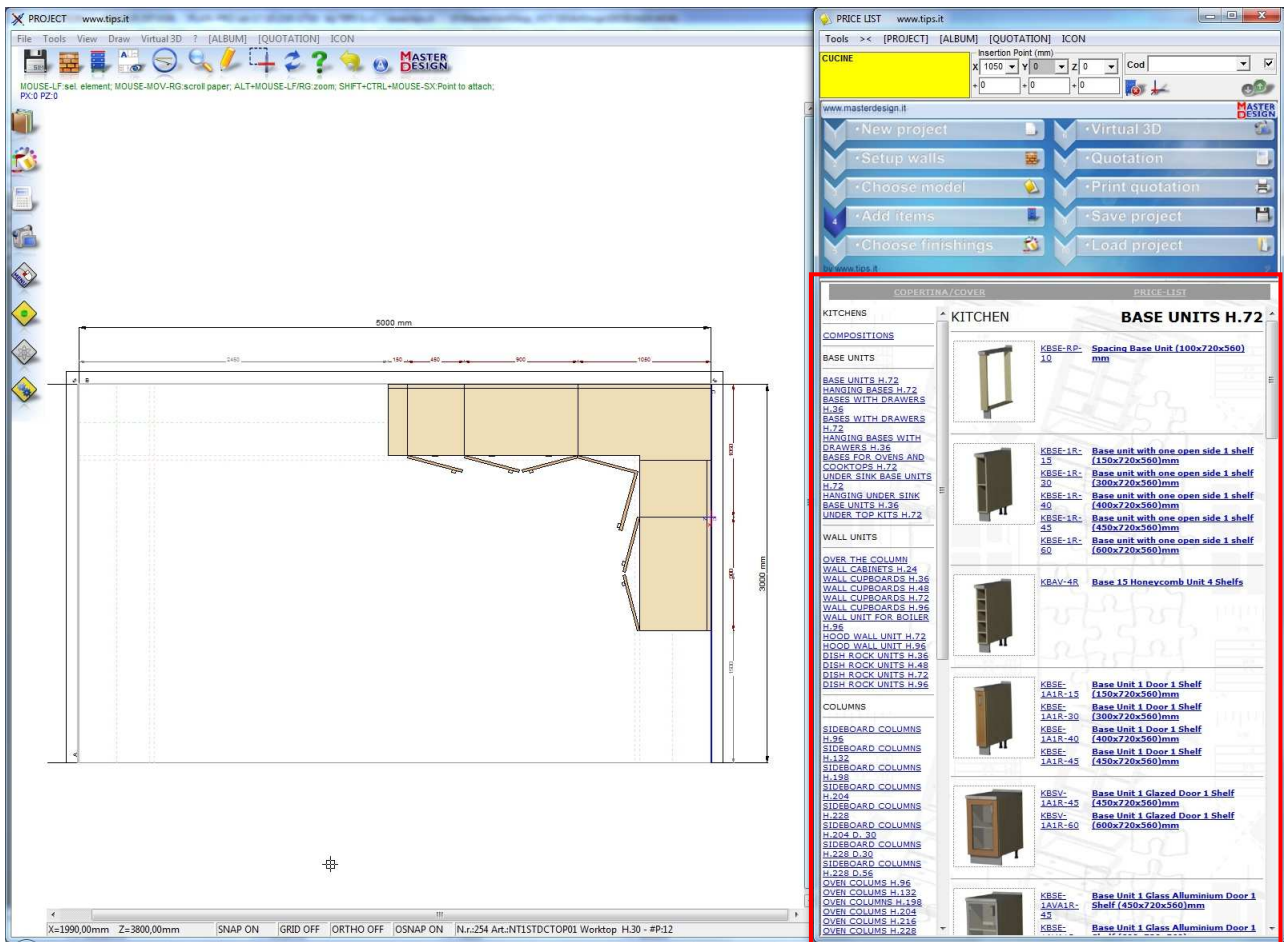 PROJECT www.tips.it
File Tools View Draw Virtual 3D ? [ALBUM] [QUOTATION] ICON
MASTER DESIGN
MOUSE-LF:sel. element; MOUSE-MOV-RG:scroll paper; ALT+MOUSE-LF/RG:zoom; SHIFT+CTRL+MOUSE-SX:Point to attach;
PX:0 PZ:0
5000 mm
2450 150 450 900 1050
3000 mm
X=1990,00mm Z=3800,00mm SNAP ON GRID OFF ORTHO OFF OSNAP ON N.r.:254 Art.:NT1STDCTOP01 Worktop H.30 - #P:12
PRICE LIST www.tips.it
Tools >< [PROJECT] [ALBUM] [QUOTATION] ICON
CUCINE
Insertion Point (mm)
X 1050 Y 0 Z 0 Cod
+ 0 + 0 + 0
www.masterdesign.it
MASTER DESIGN
·New project
·Virtual 3D
·Setup walls
·Quotation
·Choose model
·Print quotation
4 ·Add items
·Save project
·Choose finishings
·Load project
by www.tips.it
COPERTINA/COVER PRICE-LIST
KITCHENS
COMPOSITIONS
BASE UNITS
BASE UNITS H.72
HANGING BASES H.72
BASES WITH DRAWERS
H.36
BASES WITH DRAWERS
H.72
HANGING BASES WITH
DRAWERS H.36
BASES FOR OVENS AND
COOKTOPS H.72
UNDER SINK BASE UNITS
H.72
HANGING UNDER SINK
BASE UNITS H.36
UNDER TOP KITS H.72
WALL UNITS
OVER THE COLUMN
WALL CABINETS H.24
WALL CUPBOARDS H.36
WALL CUPBOARDS H.48
WALL CUPBOARDS H.72
WALL CUPBOARDS H.96
WALL UNIT FOR BOILER
H.96
HOOD WALL UNIT H.72
HOOD WALL UNIT H.96
DISH ROCK UNITS H.36
DISH ROCK UNITS H.48
DISH ROCK UNITS H.72
DISH ROCK UNITS H.96
COLUMNS
SIDEBOARD COLUMNS
H.96
SIDEBOARD COLUMNS
H.132
SIDEBOARD COLUMNS
H.198
SIDEBOARD COLUMNS
H.204
SIDEBOARD COLUMNS
H.228
SIDEBOARD COLUMNS
H.204 D. 30
SIDEBOARD COLUMNS
H.228 D.30
SIDEBOARD COLUMNS
H.228 D.56
OVEN COLUMS H.96
OVEN COLUMS H.132
OVEN COLUMNS H.198
OVEN COLUMS H.204
OVEN COLUMS H.216
OVEN COLUMS H.228
KITCHEN BASE UNITS H.72
KBSE-RP- Spacing Base Unit (100x720x560)
10 mm
KBSE-1R- Base unit with one open side 1 shelf
15 (150x720x560)mm
KBSE-1R- Base unit with one open side 1 shelf
30 (300x720x560)mm
KBSE-1R- Base unit with one open side 1 shelf
40 (400x720x560)mm
KBSE-1R- Base unit with one open side 1 shelf
45 (450x720x560)mm
KBSE-1R- Base unit with one open side 1 shelf
60 (600x720x560)mm
KBAV-4R Base 15 Honeycomb Unit 4 Shelfs
KBSE- Base Unit 1 Door 1 Shelf
1A1R-15 (150x720x560)mm
KBSE- Base Unit 1 Door 1 Shelf
1A1R-30 (300x720x560)mm
KBSE- Base Unit 1 Door 1 Shelf
1A1R-40 (400x720x560)mm
KBSE- Base Unit 1 Door 1 Shelf
1A1R-45 (450x720x560)mm
KBSV- Base Unit 1 Glazed Door 1 Shelf
1A1R-45 (450x720x560)mm
KBSV- Base Unit 1 Glazed Door 1 Shelf
1A1R-60 (600x720x560)mm
KBSE- Base Unit 1 Glass Alluminium Door 1
1AVA1R- Shelf (450x720x560)mm
45
KBSE- Base Unit 1 Glass Alluminium Door 1